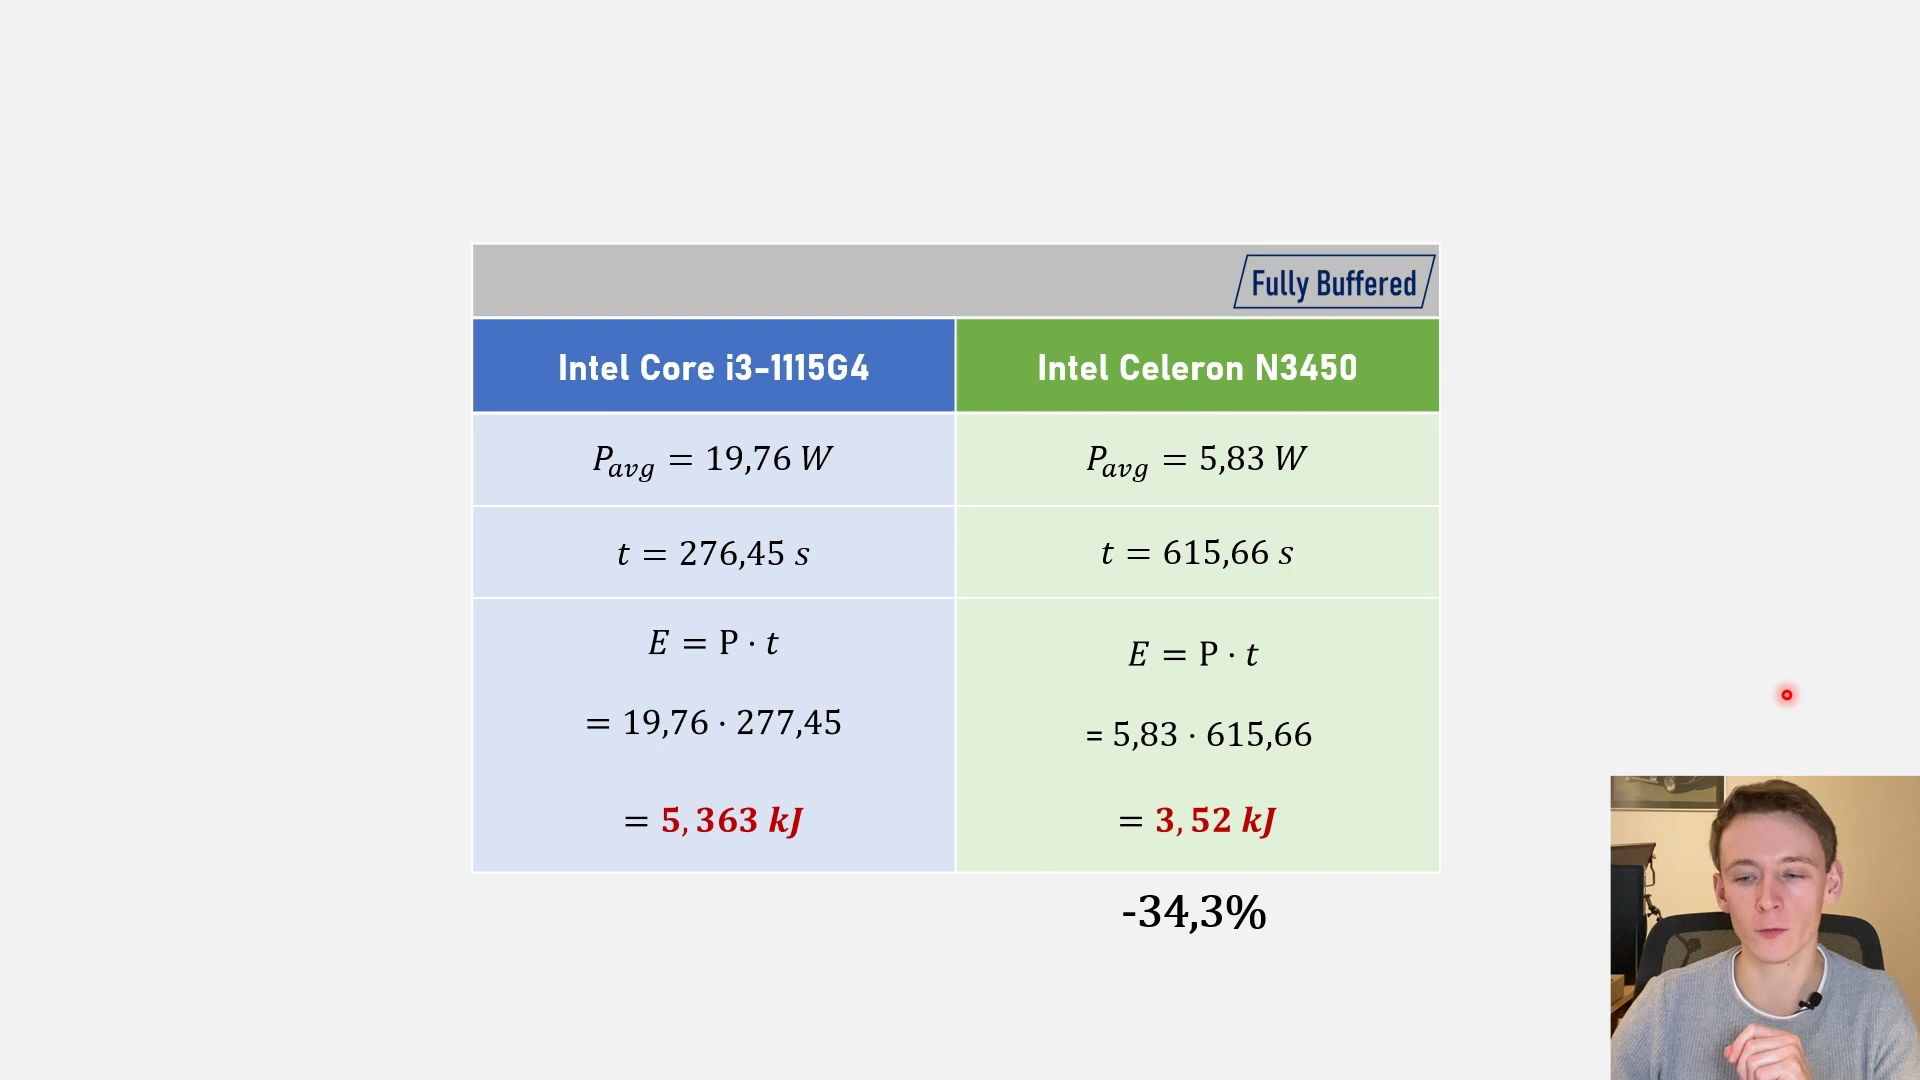 Fully Buffered
Intel Core i3-1115G4
Intel Celeron N3450
P_avg = 19,76 W
P_avg = 5,83 W
t = 276,45 s
t = 615,66 s
E = P · t
= 19,76 · 277,45
= 5,363 kJ
E = P · t
= 5,83 · 615,66
= 3,52 kJ
-34,3%